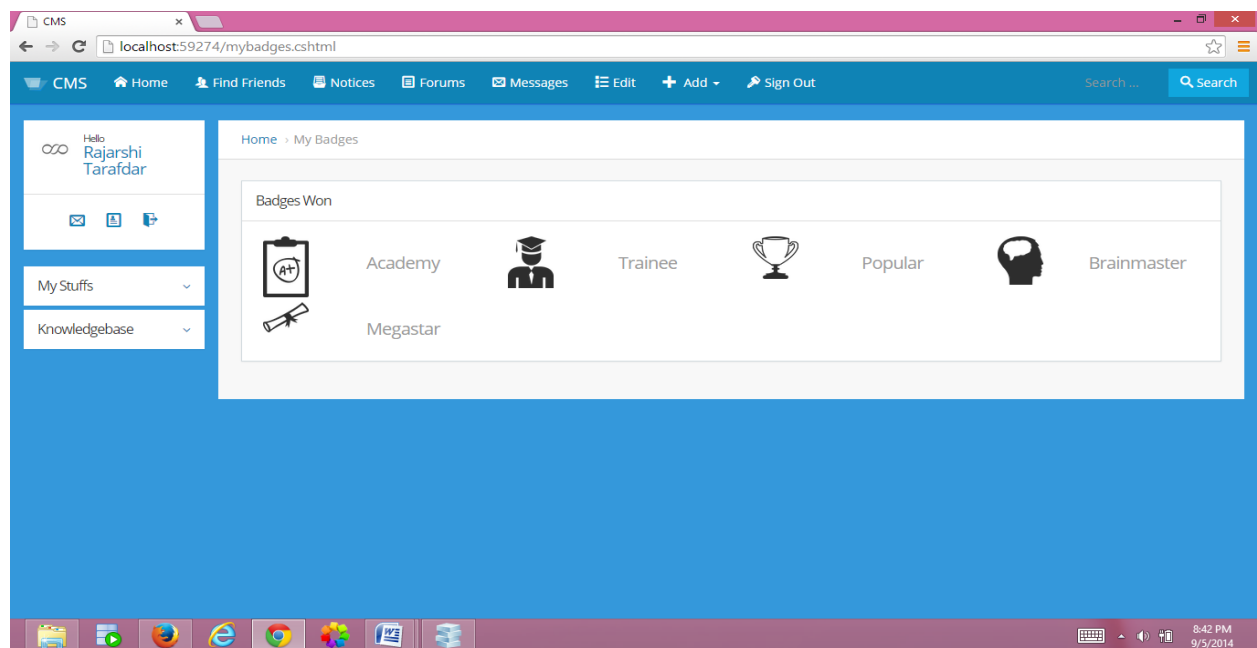 CMS
localhost:59274/mybadges.cshtml
CMS Home Find Friends Notices Forums Messages Edit Add Sign Out Search ... Search
Hello
Rajarshi
Tarafdar
My Stuffs
Knowledgebase
Home › My Badges
Badges Won
A+ Academy Trainee Popular Brainmaster
Megastar
8:42 PM
9/5/2014